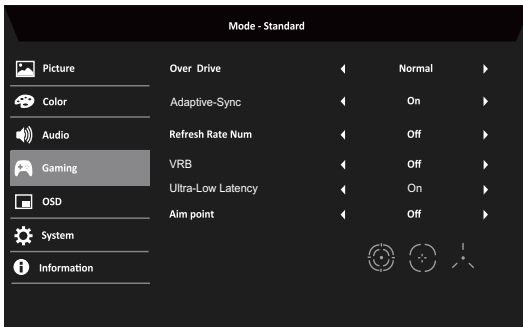 Mode - Standard
Picture
Over Drive Normal
Color
Adaptive-Sync On
Audio
Refresh Rate Num Off
Gaming
VRB Off
Ultra-Low Latency On
OSD
Aim point Off
System
Information